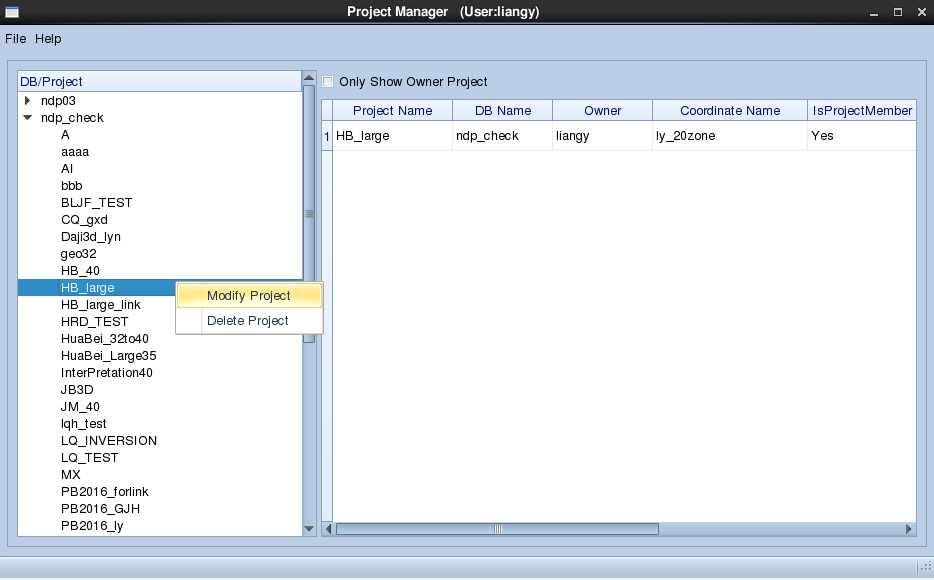 Project Manager (User:liangy)
File Help
DB/Project
ndp03
ndp_check
A
aaaa
AI
bbb
BLJF_TEST
CQ_gxd
Daji3d_lyn
geo32
HB_40
HB_large
HB_large_link
HRD_TEST
HuaBei_32to40
HuaBei_Large35
InterPretation40
JB3D
JM_40
lqh_test
LQ_INVERSION
LQ_TEST
MX
PB2016_forlink
PB2016_GJH
PB2016_ly
Modify Project
Delete Project
Only Show Owner Project
Project Name DB Name Owner Coordinate Name IsProjectMember
1 HB_large ndp_check liangy ly_20zone Yes